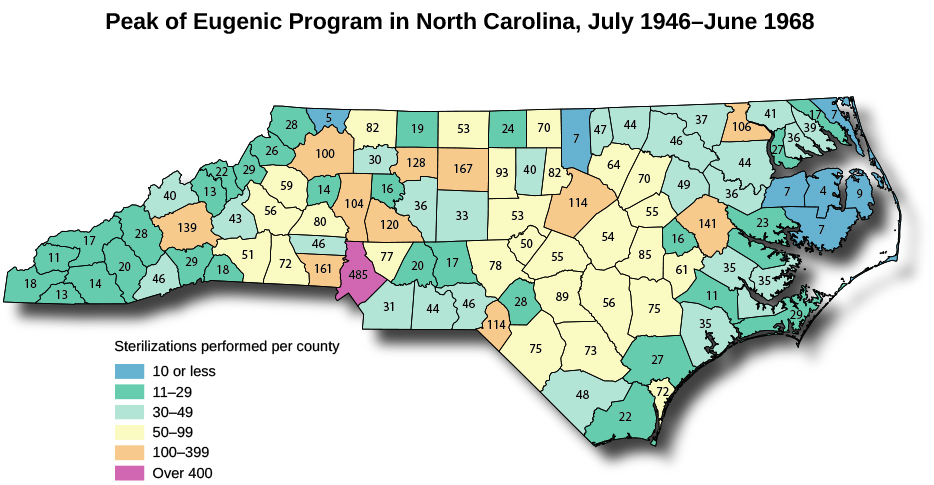 Peak of Eugenic Program in North Carolina, July 1946–June 1968
28 5 82 19 53 24 70 7 47 44 46 37 106 41 17 7
36 39
26 100 30 128 167 93 40 82 64 70 49 44 27
22 29 59 14 104 16 36 33 114 36 7 4 9
40 13 43 56 80 120 53 55 141 23 7
17 28 139 51 72 46 485 77 50 54 16
11 20 46 29 18 161 20 17 78 55 85 61 35 35
18 13 14 31 44 46 28 89 56 75 11 29
114 75 73 35
27
48 72
22
Sterilizations performed per county
10 or less
11–29
30–49
50–99
100–399
Over 400